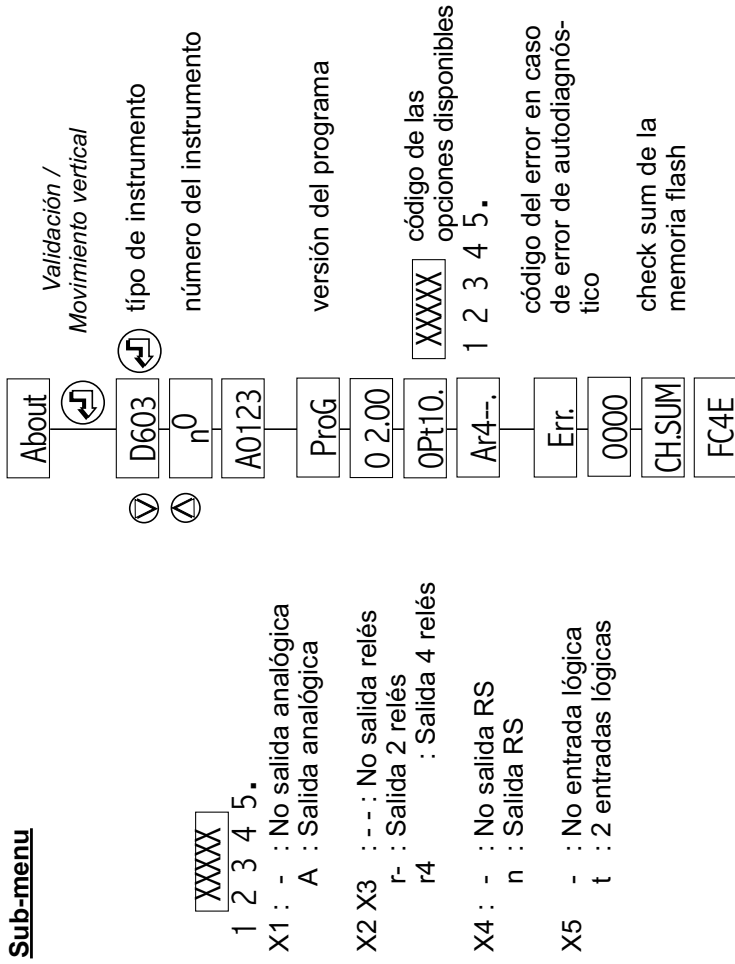 Sub-menu
XXXXX
1 2 3 4 5.
X1 : - : No salida analógica
A : Salida analógica
X2 X3 : - - : No salida relés
r- : Salida 2 relés
r4 : Salida 4 relés
X4 : - : No salida RS
n : Salida RS
X5 - : No entrada lógica
t : 2 entradas lógicas
About
Validación /
Movimiento vertical
D603
típo de instrumento
nº
número del instrumento
A0123
ProG
versión del programa
0 2.00
OPt10.
XXXXX
código de las
opciones disponibles
1 2 3 4 5.
Ar4--.
Err.
código del error en caso
de error de autodiagnós-
tico
0000
CH.SUM
check sum de la
memoria flash
FC4E